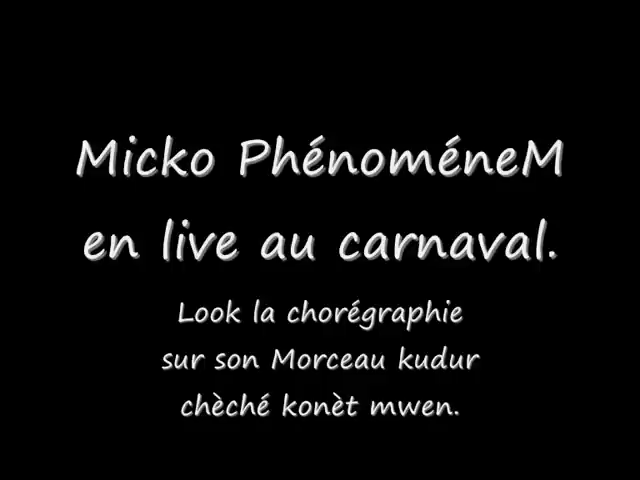 Micko PhénoméneM
en live au carnaval.
Look la chorégraphie
sur son Morceau kudur
chèché konèt mwen.